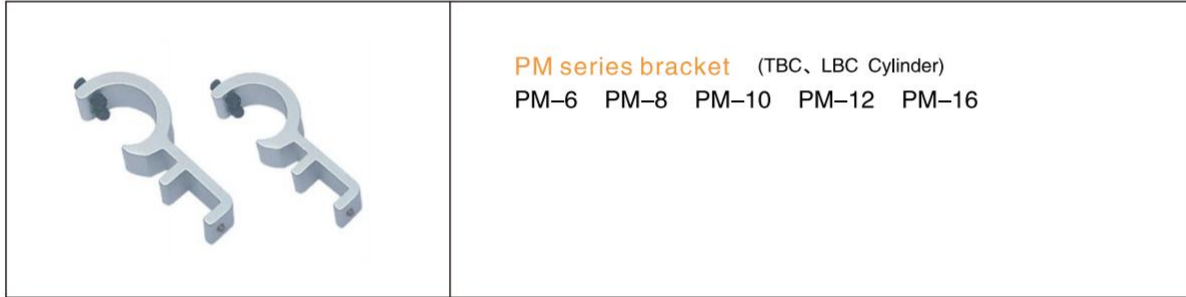 PM series bracket (TBC、LBC Cylinder)
PM–6 PM–8 PM–10 PM–12 PM–16